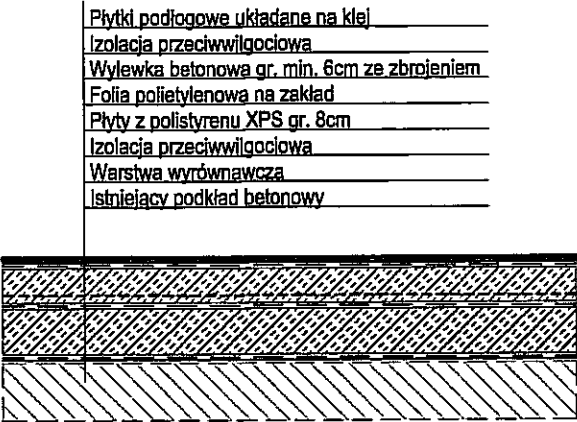 Płytki podłogowe układane na klej
Izolacja przeciwwilgociowa
Wylewka betonowa gr. min. 6cm ze zbrojeniem
Folia polietylenowa na zakład
Płyty z polistyrenu XPS gr. 8cm
Izolacja przeciwwilgociowa
Warstwa wyrównawcza
Istniejący podkład betonowy